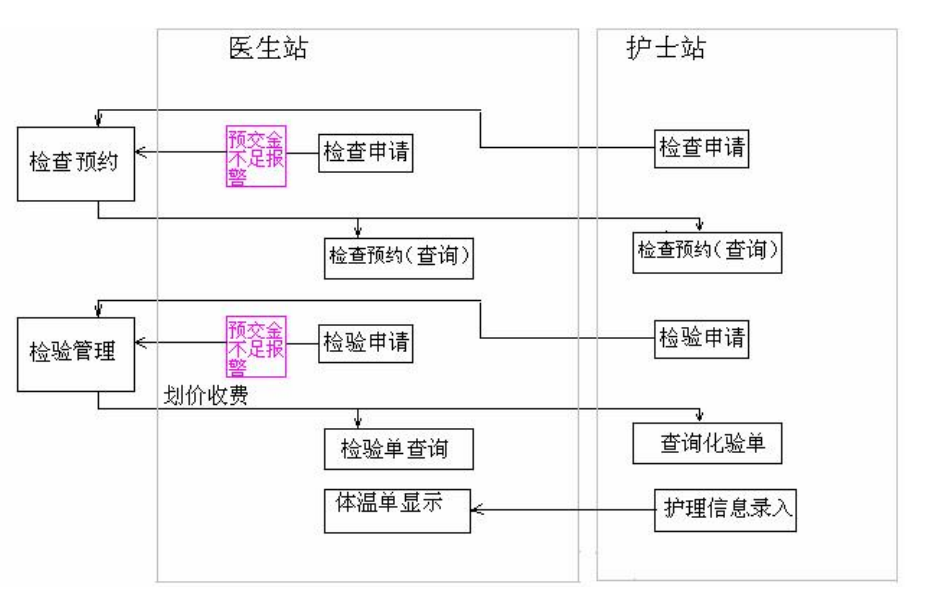 医生站
护士站
预交金
不足报
警
检查申请
检查申请
检查预约
检查预约(查询)
检查预约(查询)
预交金
不足报
警
检验申请
检验申请
检验管理
划价收费
检验单查询
查询化验单
体温单显示
护理信息录入